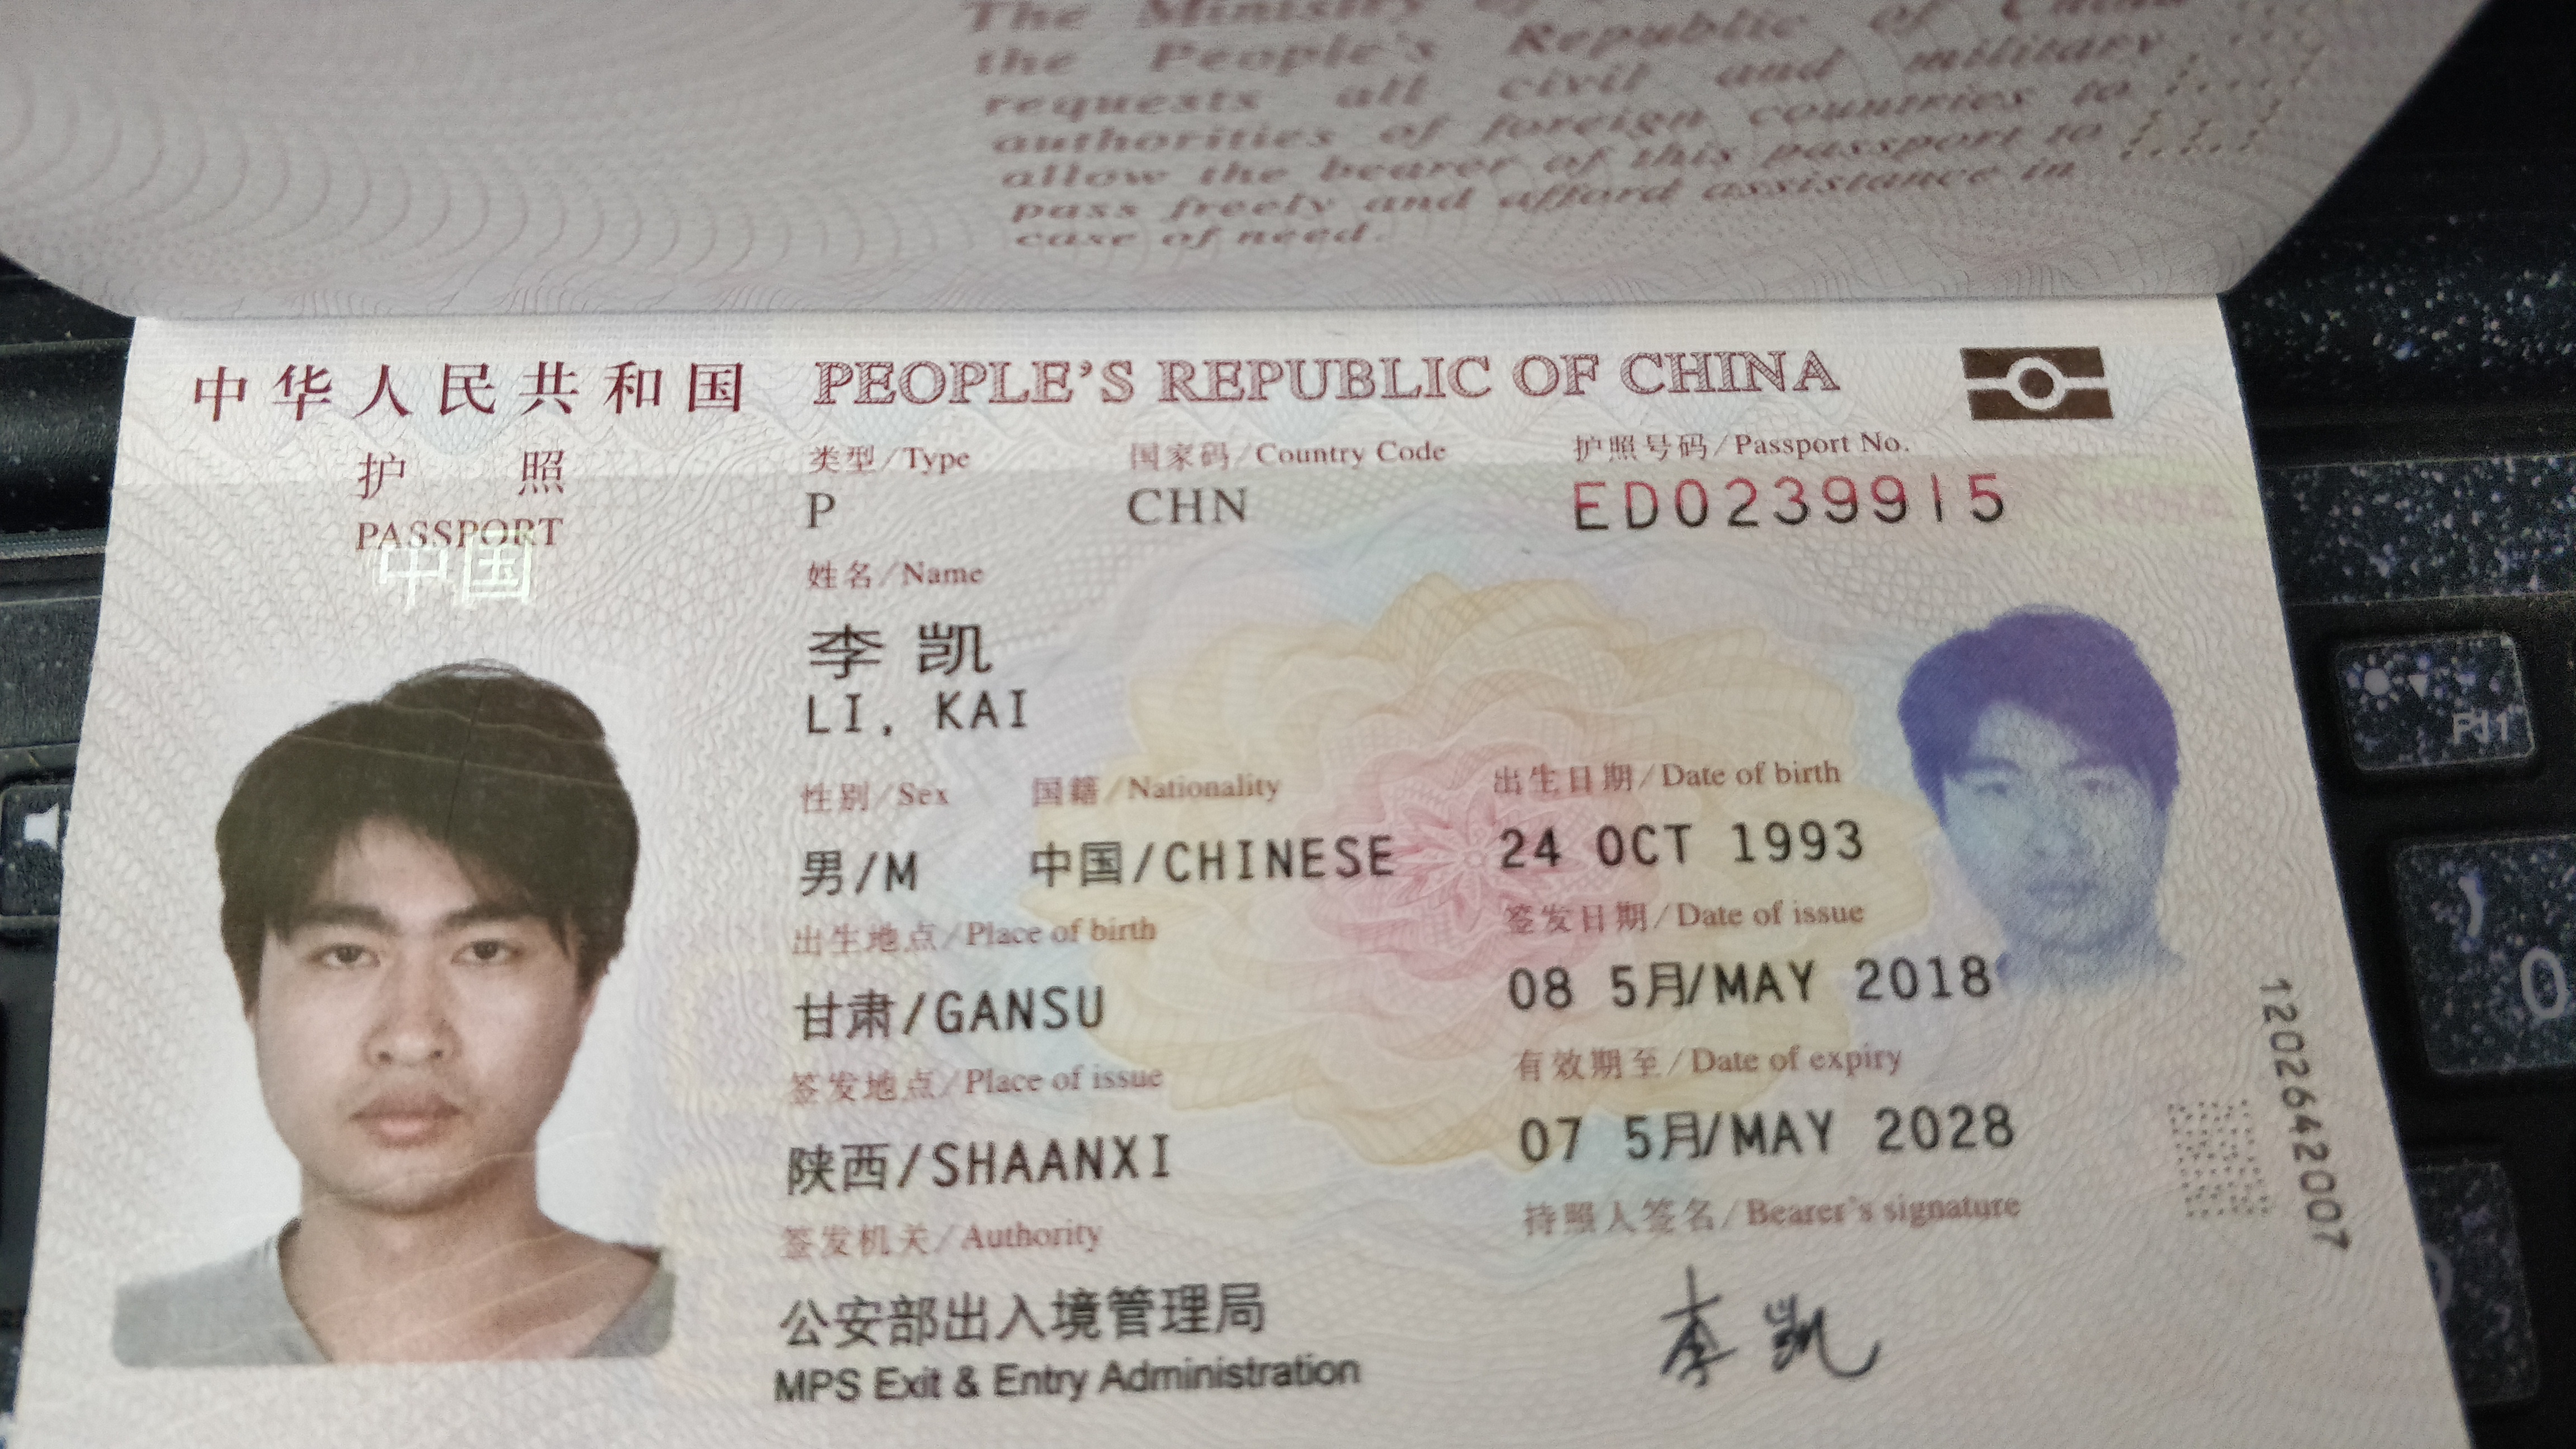 The Ministry of
the People's Republic of China
requests all civil and military
authorities of foreign countries to
allow the bearer of this passport to
pass freely and afford assistance in
case of need.
中华人民共和国 PEOPLE'S REPUBLIC OF CHINA
护照
PASSPORT
中国
类型/Type 国家码/Country Code 护照号码/Passport No.
P CHN ED0239915
姓名/Name
李凯
LI, KAI
性别/Sex 国籍/Nationality 出生日期/Date of birth
男/M 中国/CHINESE 24 OCT 1993
出生地点/Place of birth 签发日期/Date of issue
甘肃/GANSU 08 5月/MAY 2018
签发地点/Place of issue 有效期至/Date of expiry
陕西/SHAANXI 07 5月/MAY 2028
签发机关/Authority 持照人签名/Bearer's signature
公安部出入境管理局
MPS Exit & Entry Administration
李凯
1202642007